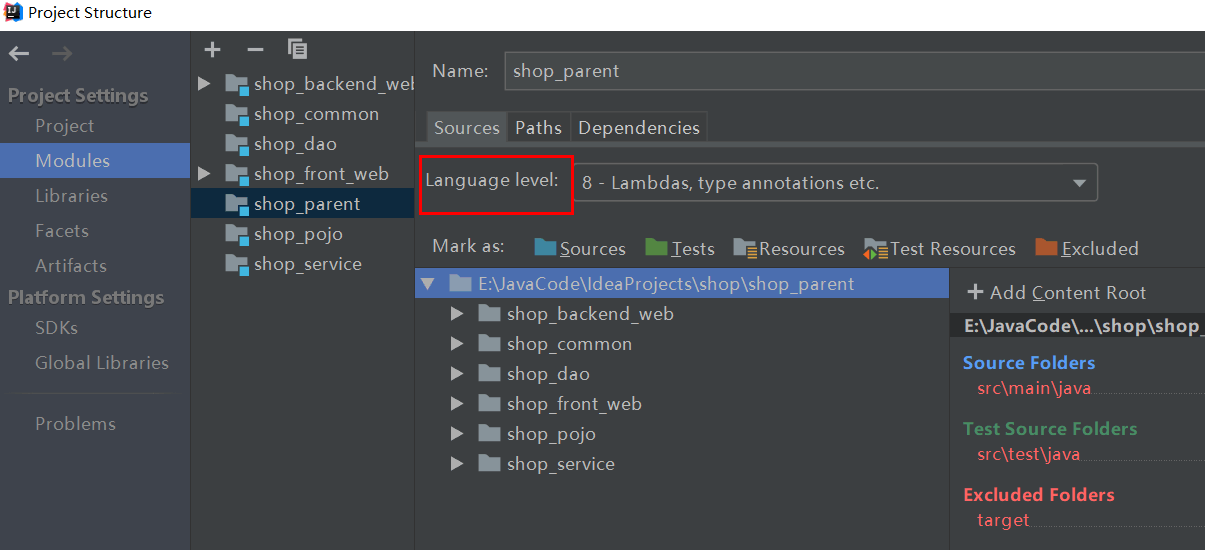 Project Structure
Project Settings
Project
Modules
Libraries
Facets
Artifacts
Platform Settings
SDKs
Global Libraries
Problems
shop_backend_web
shop_common
shop_dao
shop_front_web
shop_parent
shop_pojo
shop_service
Name: shop_parent
Sources Paths Dependencies
Language level: 8 - Lambdas, type annotations etc.
Mark as: Sources Tests Resources Test Resources Excluded
E:\JavaCode\IdeaProjects\shop\shop_parent
shop_backend_web
shop_common
shop_dao
shop_front_web
shop_pojo
shop_service
Add Content Root
E:\JavaCode\...\shop\shop_
Source Folders
src\main\java
Test Source Folders
src\test\java
Excluded Folders
target